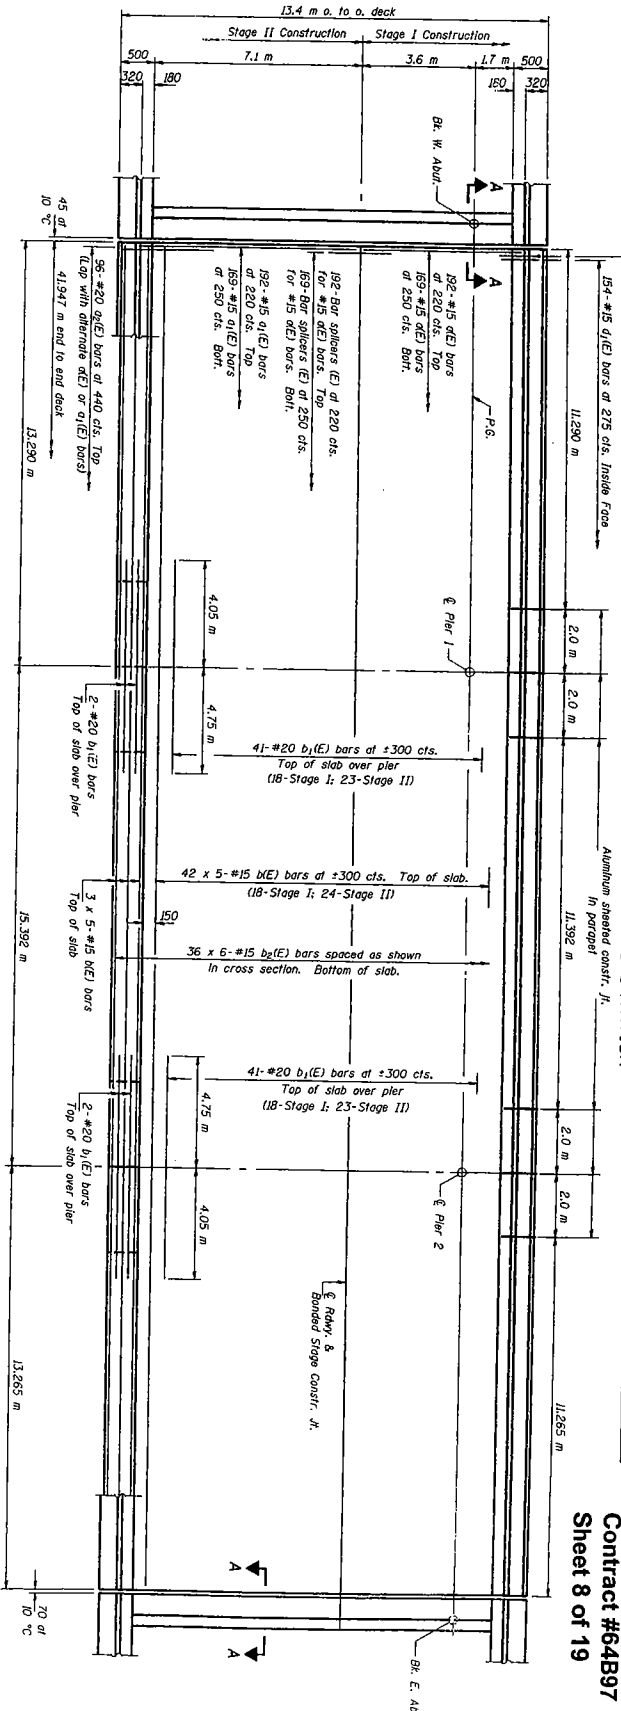 13.4 m o. to o. deck
Stage II Construction
Stage I Construction
500
7.1 m
3.6 m
1.7 m
500
320
180
160
320
Bk. W. Abut.
A
A
45 at
10 °C
154-#15 d₁(E) bars at 275 cts. Inside Face
96-#20 a₂(E) bars at 440 cts. Top
(Lap with alternate a(E) or a₁(E) bars)
41.947 m end to end deck
192-#15 a₁(E) bars
at 220 cts. Top
169-#15 a₁(E) bars
at 250 cts. Bott.
192-Bar splicers (E) at 220 cts.
for #15 a(E) bars. Top
169-Bar splicers (E) at 250 cts.
for #15 a(E) bars. Bott.
192-#15 a(E) bars
at 220 cts. Top
169-#15 a(E) bars
at 250 cts. Bott.
P.G.
11.290 m
13.290 m
4.05 m
℄ Pier 1
2.0 m
2.0 m
4.75 m
2-#20 b₁(E) bars
Top of slab over pier
41-#20 b₁(E) bars at ±300 cts.
Top of slab over pier
(18-Stage I; 23-Stage II)
Aluminum sheeted constr. jt.
in parapet
42 x 5-#15 b(E) bars at ±300 cts. Top of slab.
(18-Stage I; 24-Stage II)
150
3 x 5-#15 b(E) bars
Top of slab
11.392 m
15.392 m
36 x 6-#15 b₂(E) bars spaced as shown
in cross section. Bottom of slab.
41-#20 b₁(E) bars at ±300 cts.
Top of slab over pier
(18-Stage I; 23-Stage II)
4.75 m
2-#20 b₁(E) bars
Top of slab over pier
2.0 m
2.0 m
4.05 m
℄ Pier 2
℄ Rdwy. &
Bonded Stage Constr. Jt.
11.265 m
13.265 m
Contract #64B97
Sheet 8 of 19
A
A
70 at
10 °C
Bk. E. Ab